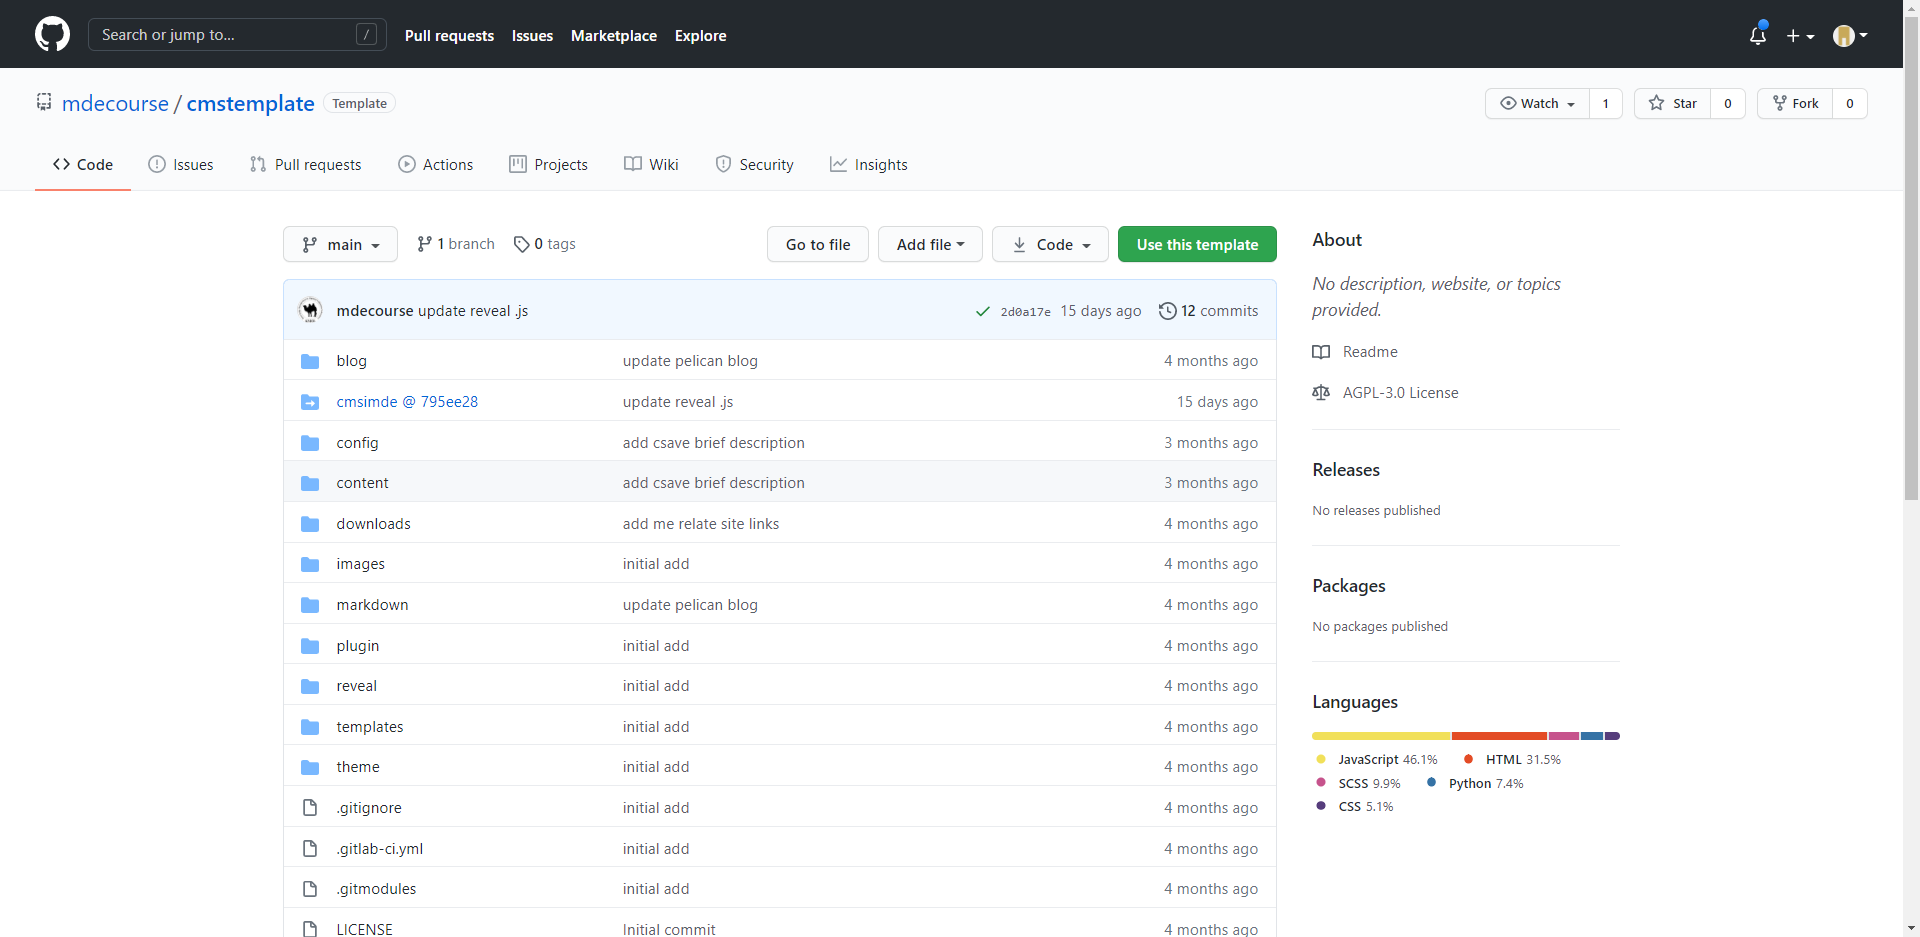 Search or jump to... /
Pull requests Issues Marketplace Explore
mdecourse / cmstemplate Template
Watch 1 Star 0 Fork 0
Code Issues Pull requests Actions Projects Wiki Security Insights
main 1 branch 0 tags Go to file Add file Code Use this template
mdecourse update reveal .js 2d0a17e 15 days ago 12 commits
blog update pelican blog 4 months ago
cmsimde @ 795ee28 update reveal .js 15 days ago
config add csave brief description 3 months ago
content add csave brief description 3 months ago
downloads add me relate site links 4 months ago
images initial add 4 months ago
markdown update pelican blog 4 months ago
plugin initial add 4 months ago
reveal initial add 4 months ago
templates initial add 4 months ago
theme initial add 4 months ago
.gitignore initial add 4 months ago
.gitlab-ci.yml initial add 4 months ago
.gitmodules initial add 4 months ago
LICENSE Initial commit 4 months ago
About
No description, website, or topics
provided.
Readme
AGPL-3.0 License
Releases
No releases published
Packages
No packages published
Languages
JavaScript 46.1% HTML 31.5%
SCSS 9.9% Python 7.4%
CSS 5.1%